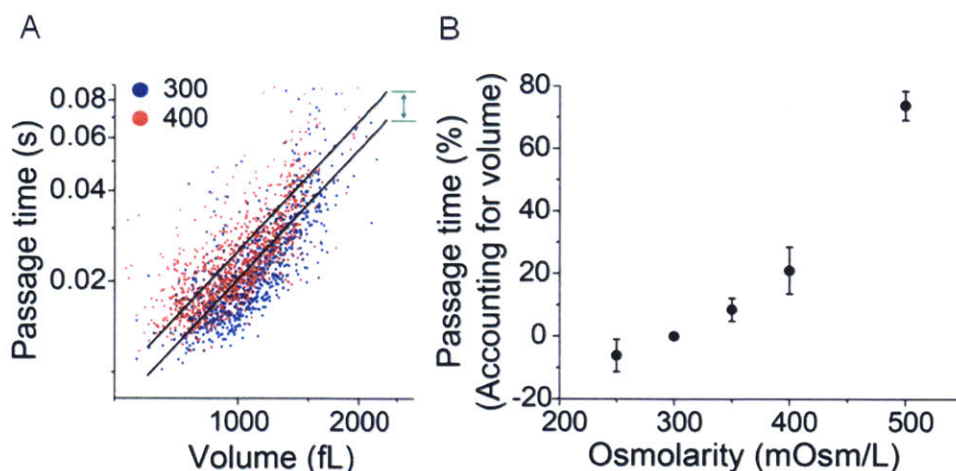 A
300
400
0.08
0.06
0.04
0.02
Passage time (s)
1000
2000
Volume (fL)
B
80
60
40
20
0
-20
Passage time (%)
(Accounting for volume)
200
300
400
500
Osmolarity (mOsm/L)